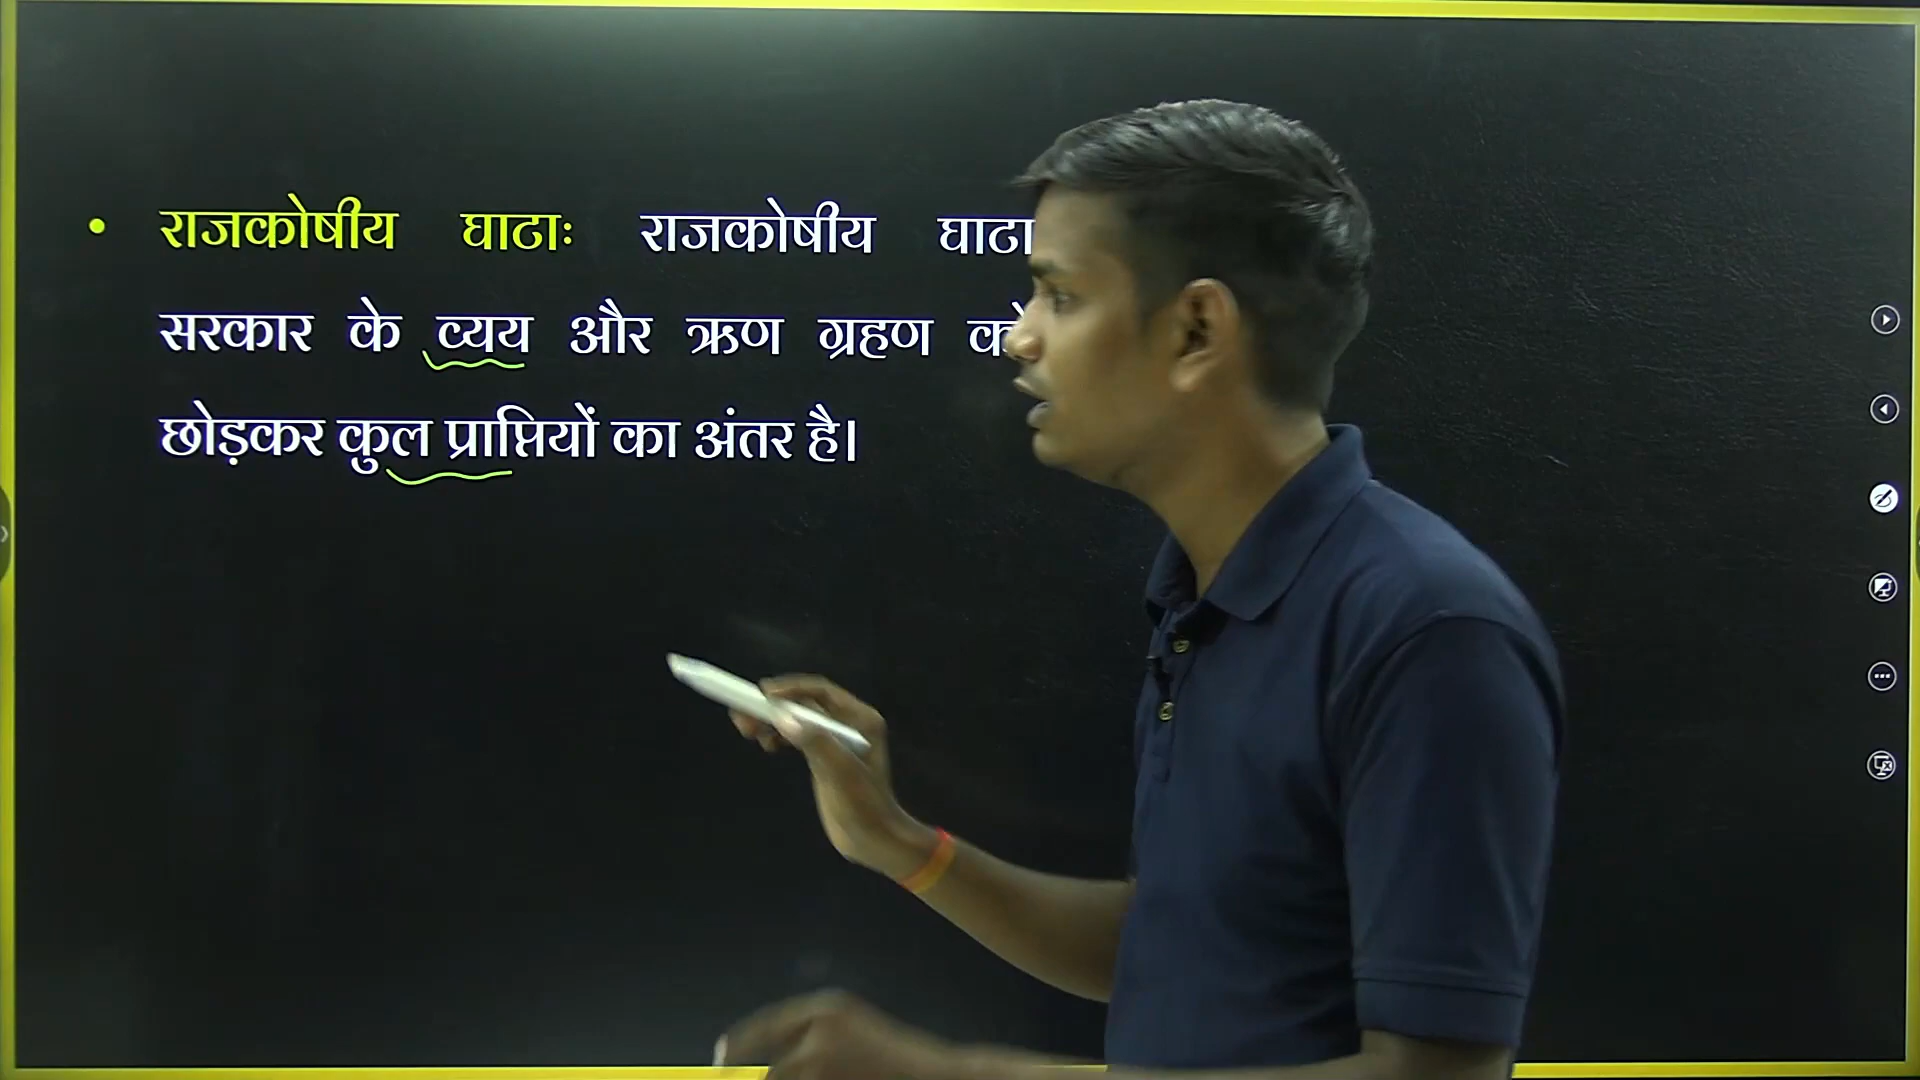 • राजकोषीय घाटाः राजकोषीय घाटा
सरकार के व्यय और ऋण ग्रहण को
छोड़कर कुल प्राप्तियों का अंतर है।